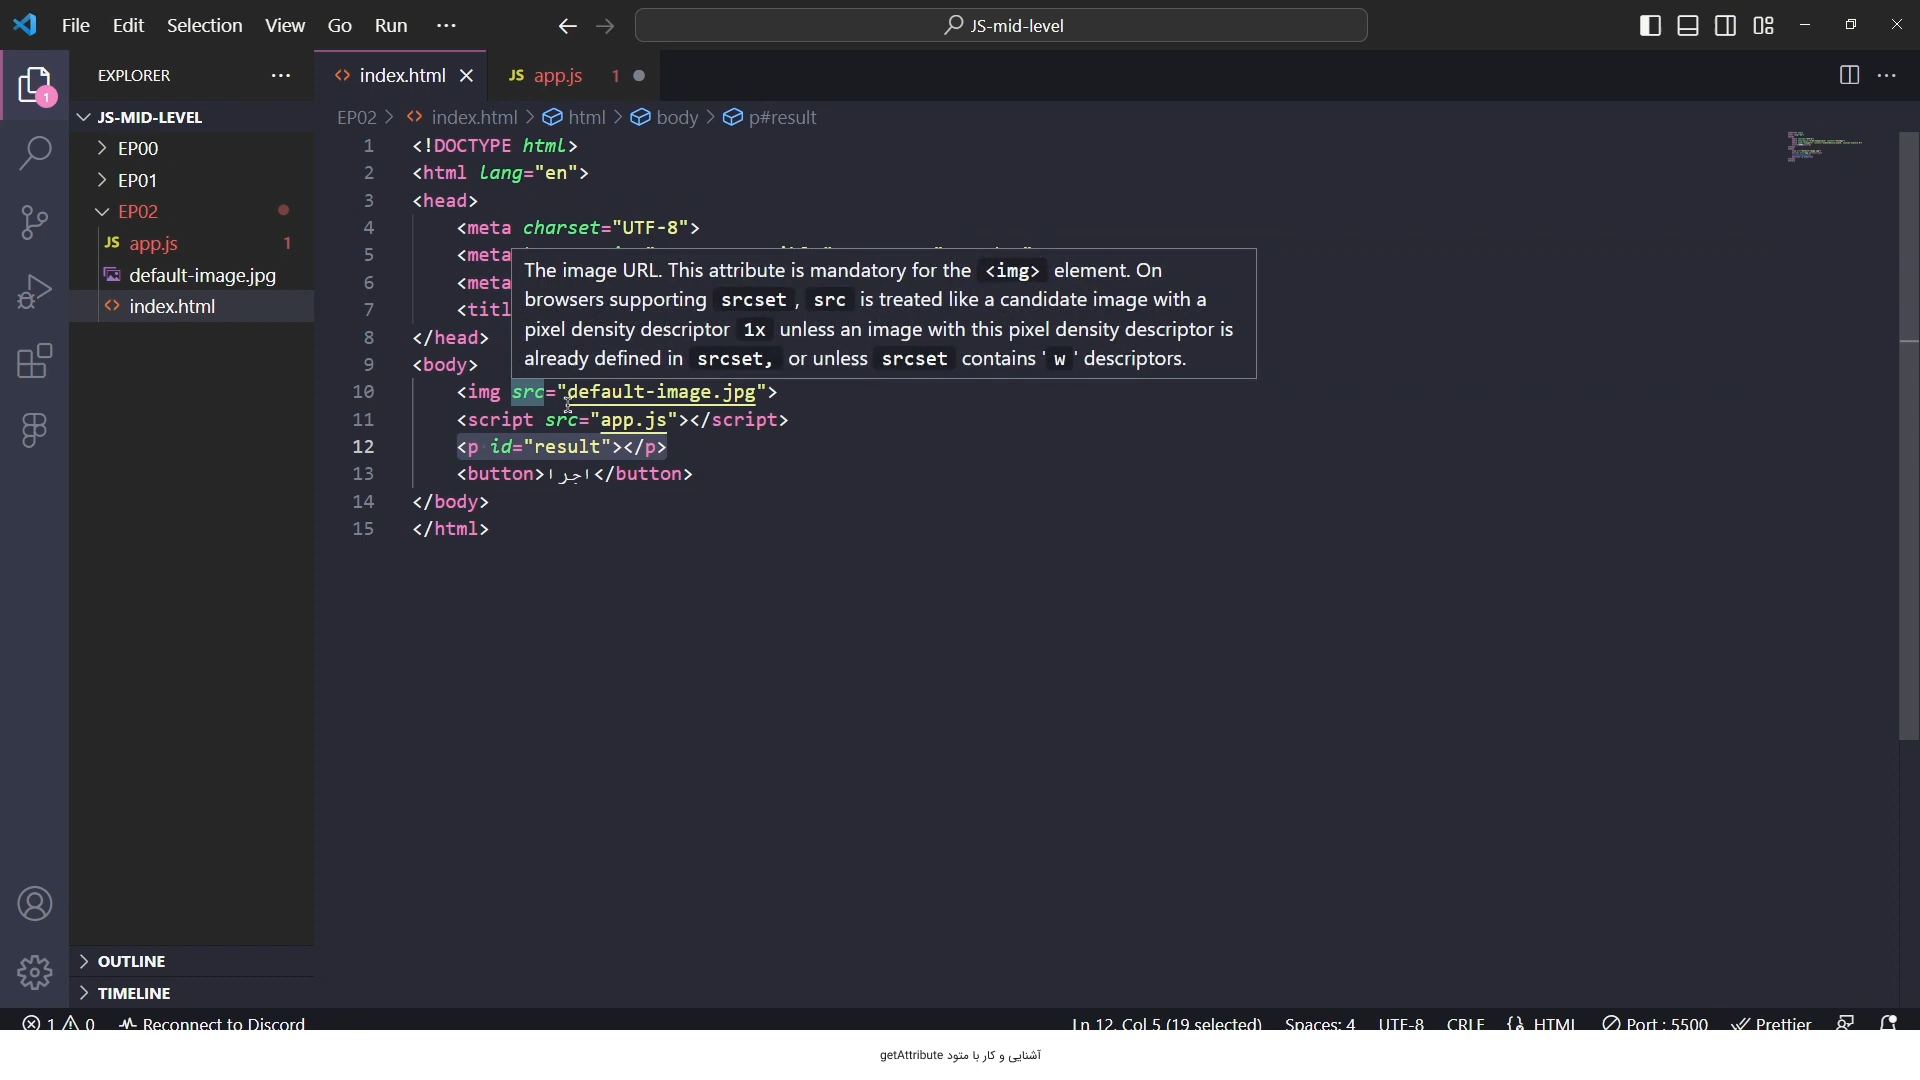 File Edit Selection View Go Run ···
JS-mid-level
EXPLORER
JS-MID-LEVEL
EP00
EP01
EP02
JS app.js 1
default-image.jpg
<> index.html
OUTLINE
TIMELINE
<> index.html
JS app.js 1
EP02 > <> index.html > html > body > p#result
1 <!DOCTYPE html>
2 <html lang="en">
3 <head>
4 <meta charset="UTF-8">
5 <meta
6 <meta
7 <titl
8 </head>
9 <body>
10 <img src="default-image.jpg">
11 <script src="app.js"></script>
12 <p id="result"></p>
13 <button>اجرا</button>
14 </body>
15 </html>
The image URL. This attribute is mandatory for the <img> element. On
browsers supporting srcset, src is treated like a candidate image with a
pixel density descriptor 1x unless an image with this pixel density descriptor is
already defined in srcset, or unless srcset contains 'w' descriptors.
1 0 Reconnect to Discord
Ln 12, Col 5 (19 selected) Spaces: 4 UTF-8 CRLF HTML Port : 5500 Prettier
آشنایی و کار با متود getAttribute